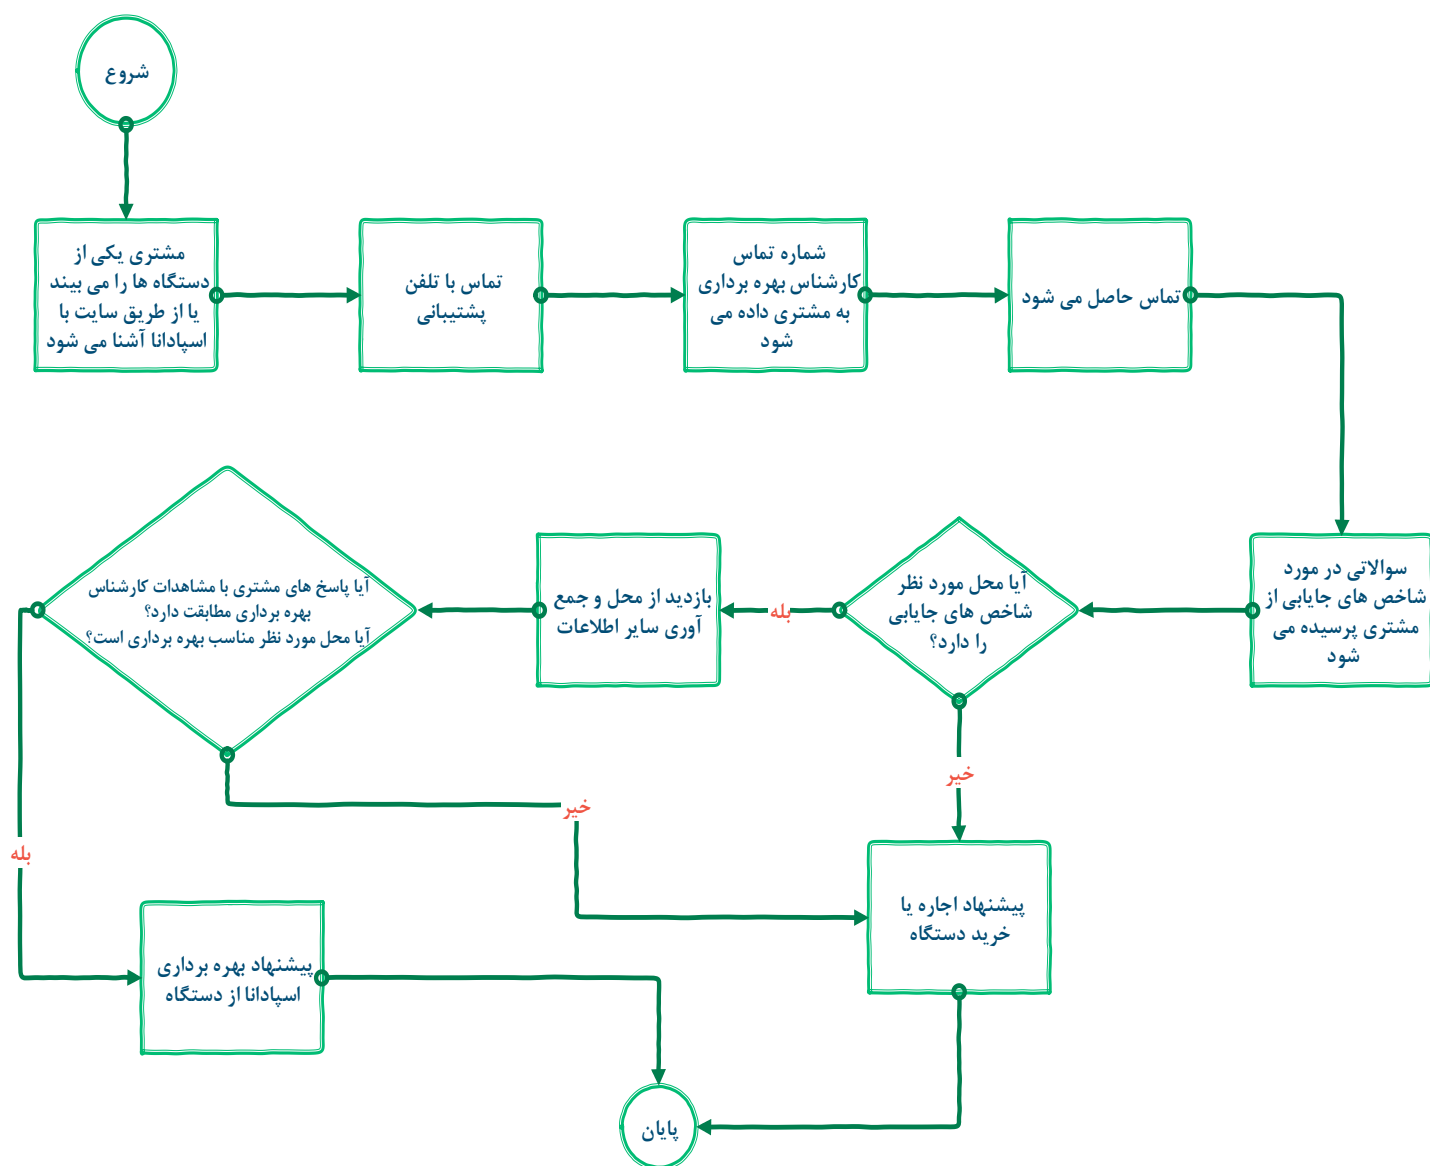 شروع
مشتری یکی از
دستگاه ها را می بیند
یا از طریق سایت با
اسپادانا آشنا می شود
تماس با تلفن
پشتیبانی
شماره تماس
کارشناس بهره برداری
به مشتری داده می
شود
تماس حاصل می شود
سوالاتی در مورد
شاخص های جایابی از
مشتری پرسیده می
شود
آیا محل مورد نظر
شاخص های جایابی
را دارد؟
بله
بازدید از محل و جمع
آوری سایر اطلاعات
آیا پاسخ های مشتری با مشاهدات کارشناس
بهره برداری مطابقت دارد؟
آیا محل مورد نظر مناسب بهره برداری است؟
خیر
خیر
بله
پیشنهاد اجاره یا
خرید دستگاه
پیشنهاد بهره برداری
اسپادانا از دستگاه
پایان